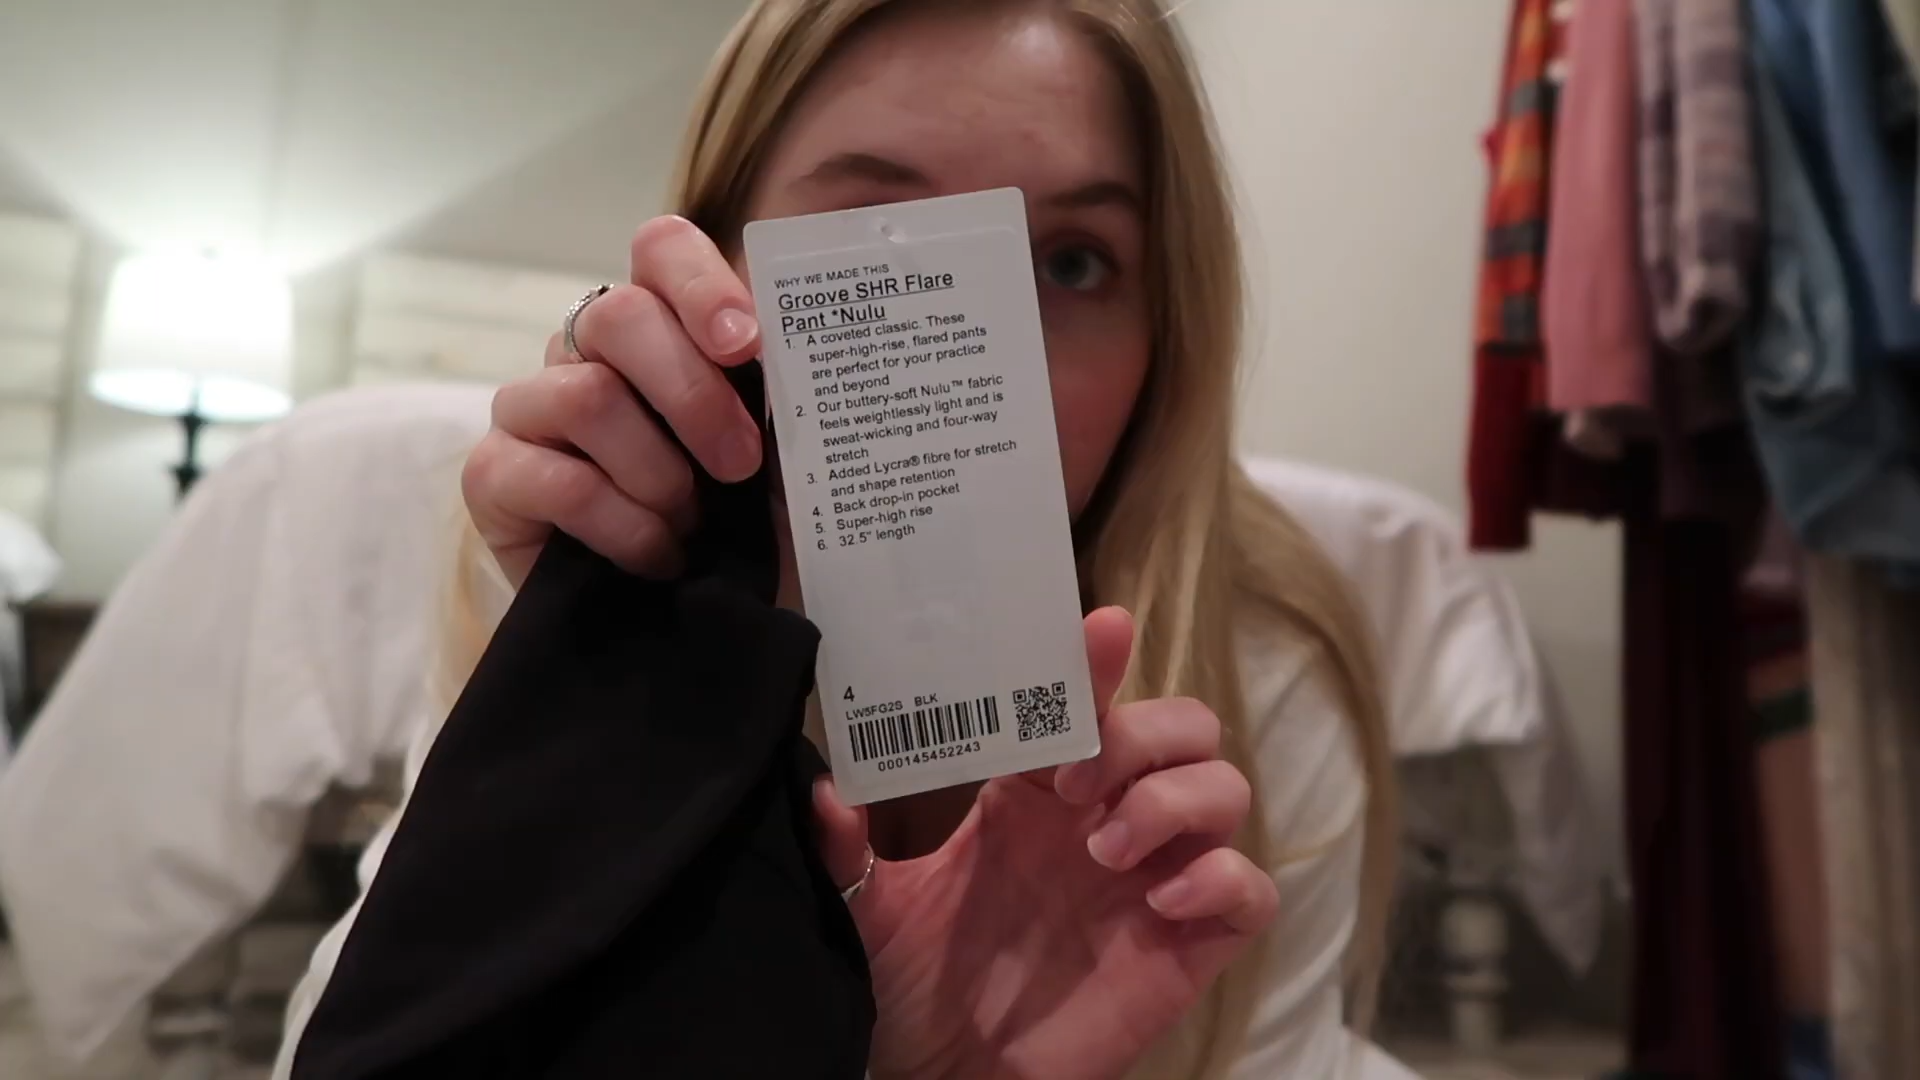 WHY WE MADE THIS
Groove SHR Flare
Pant *Nulu
1. A coveted classic. These
super-high-rise, flared pants
are perfect for your practice
and beyond
2. Our buttery-soft Nulu™ fabric
feels weightlessly light and is
sweat-wicking and four-way
stretch
3. Added Lycra® fibre for stretch
and shape retention
4. Back drop-in pocket
5. Super-high rise
6. 32.5" length
4
LW5FG2S BLK
000145452243